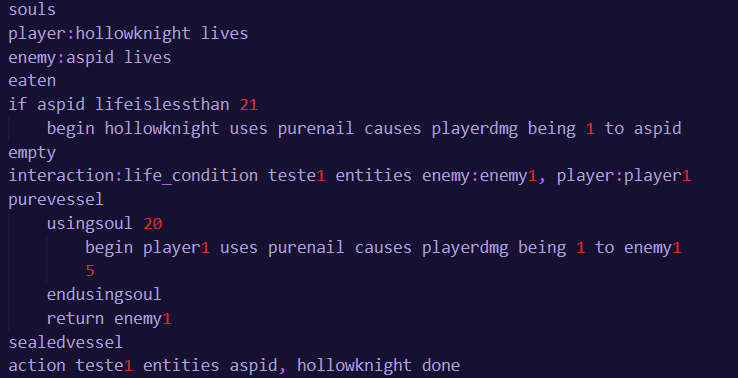 souls
player:hollowknight lives
enemy:aspid lives
eaten
if aspid lifeislessthan 21
begin hollowknight uses purenail causes playerdmg being 1 to aspid
empty
interaction:life_condition teste1 entities enemy:enemy1, player:player1
purevessel
usingsoul 20
begin player1 uses purenail causes playerdmg being 1 to enemy1
5
endusingsoul
return enemy1
sealedvessel
action teste1 entities aspid, hollowknight done